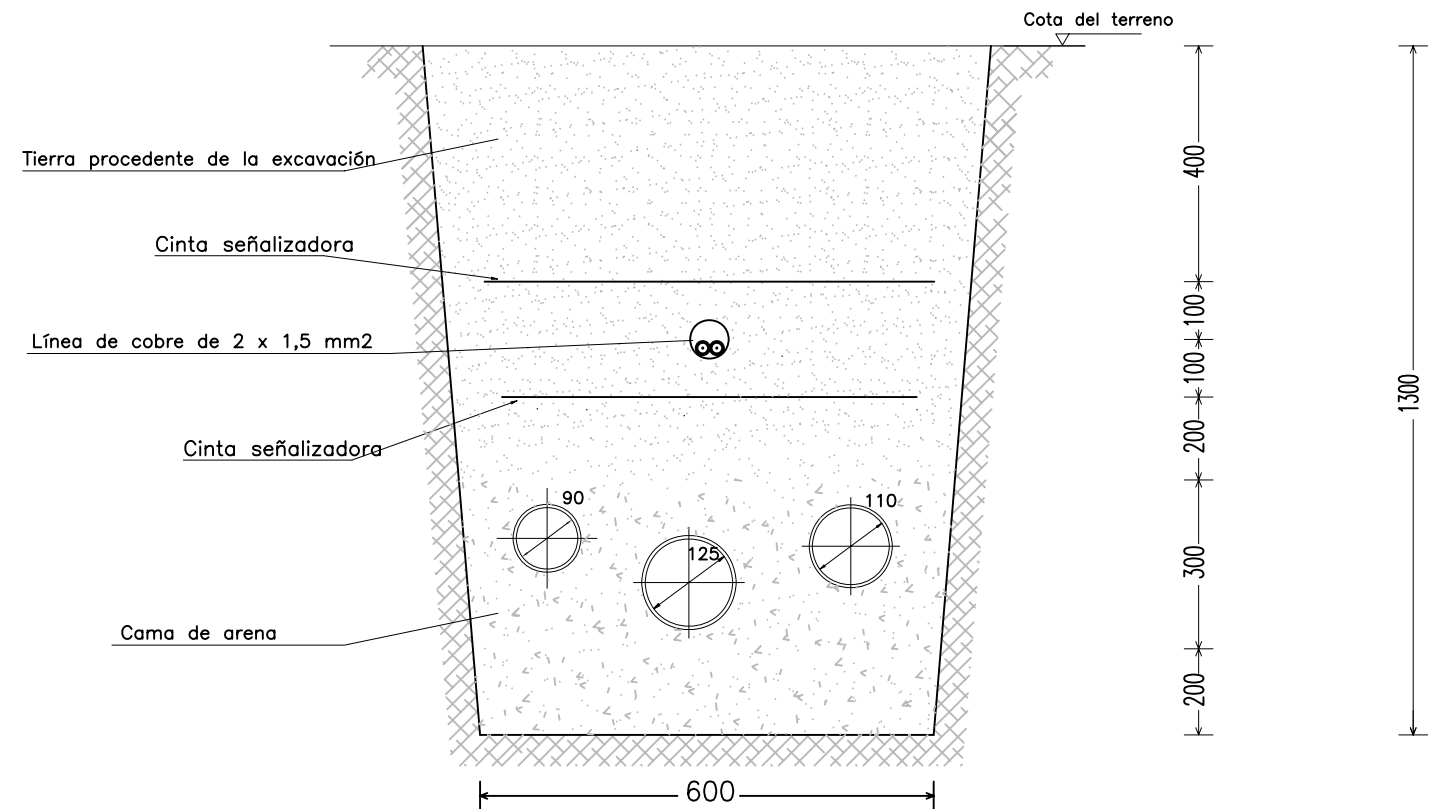 Cota del terreno
Tierra procedente de la excavación
400
Cinta señalizadora
100
Línea de cobre de 2 x 1,5 mm2
100
1300
Cinta señalizadora
200
90
110
125
300
Cama de arena
200
600